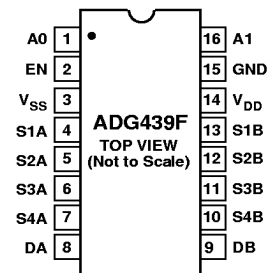 A0 1 16 A1
EN 2 15 GND
VSS 3 14 VDD
S1A 4 ADG439F 13 S1B
TOP VIEW
S2A 5 (Not to Scale) 12 S2B
S3A 6 11 S3B
S4A 7 10 S4B
DA 8 9 DB